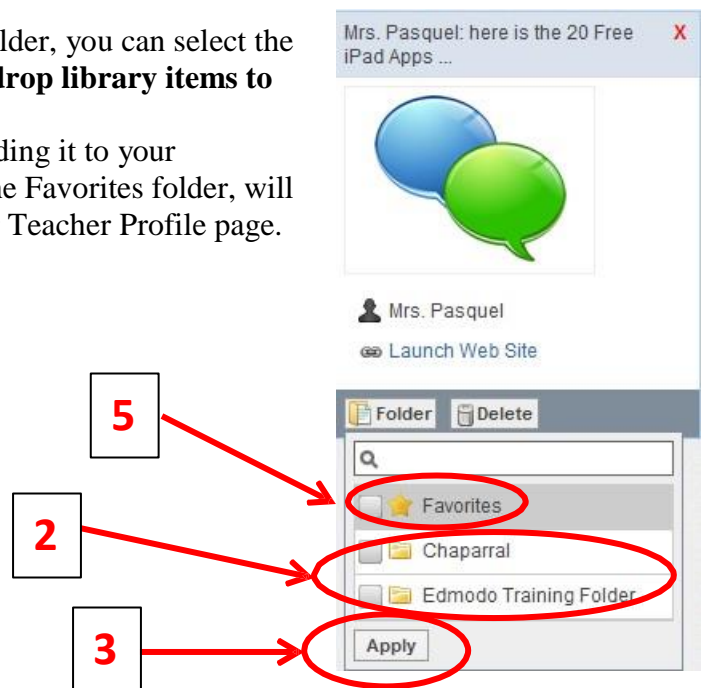 older, you can select the
drop library items to
ding it to your
ne Favorites folder, will
Teacher Profile page.
Mrs. Pasquel: here is the 20 Free X
iPad Apps ...
Mrs. Pasquel
Launch Web Site
Folder Delete
5
Favorites
2
Chaparral
Edmodo Training Folder
3
Apply